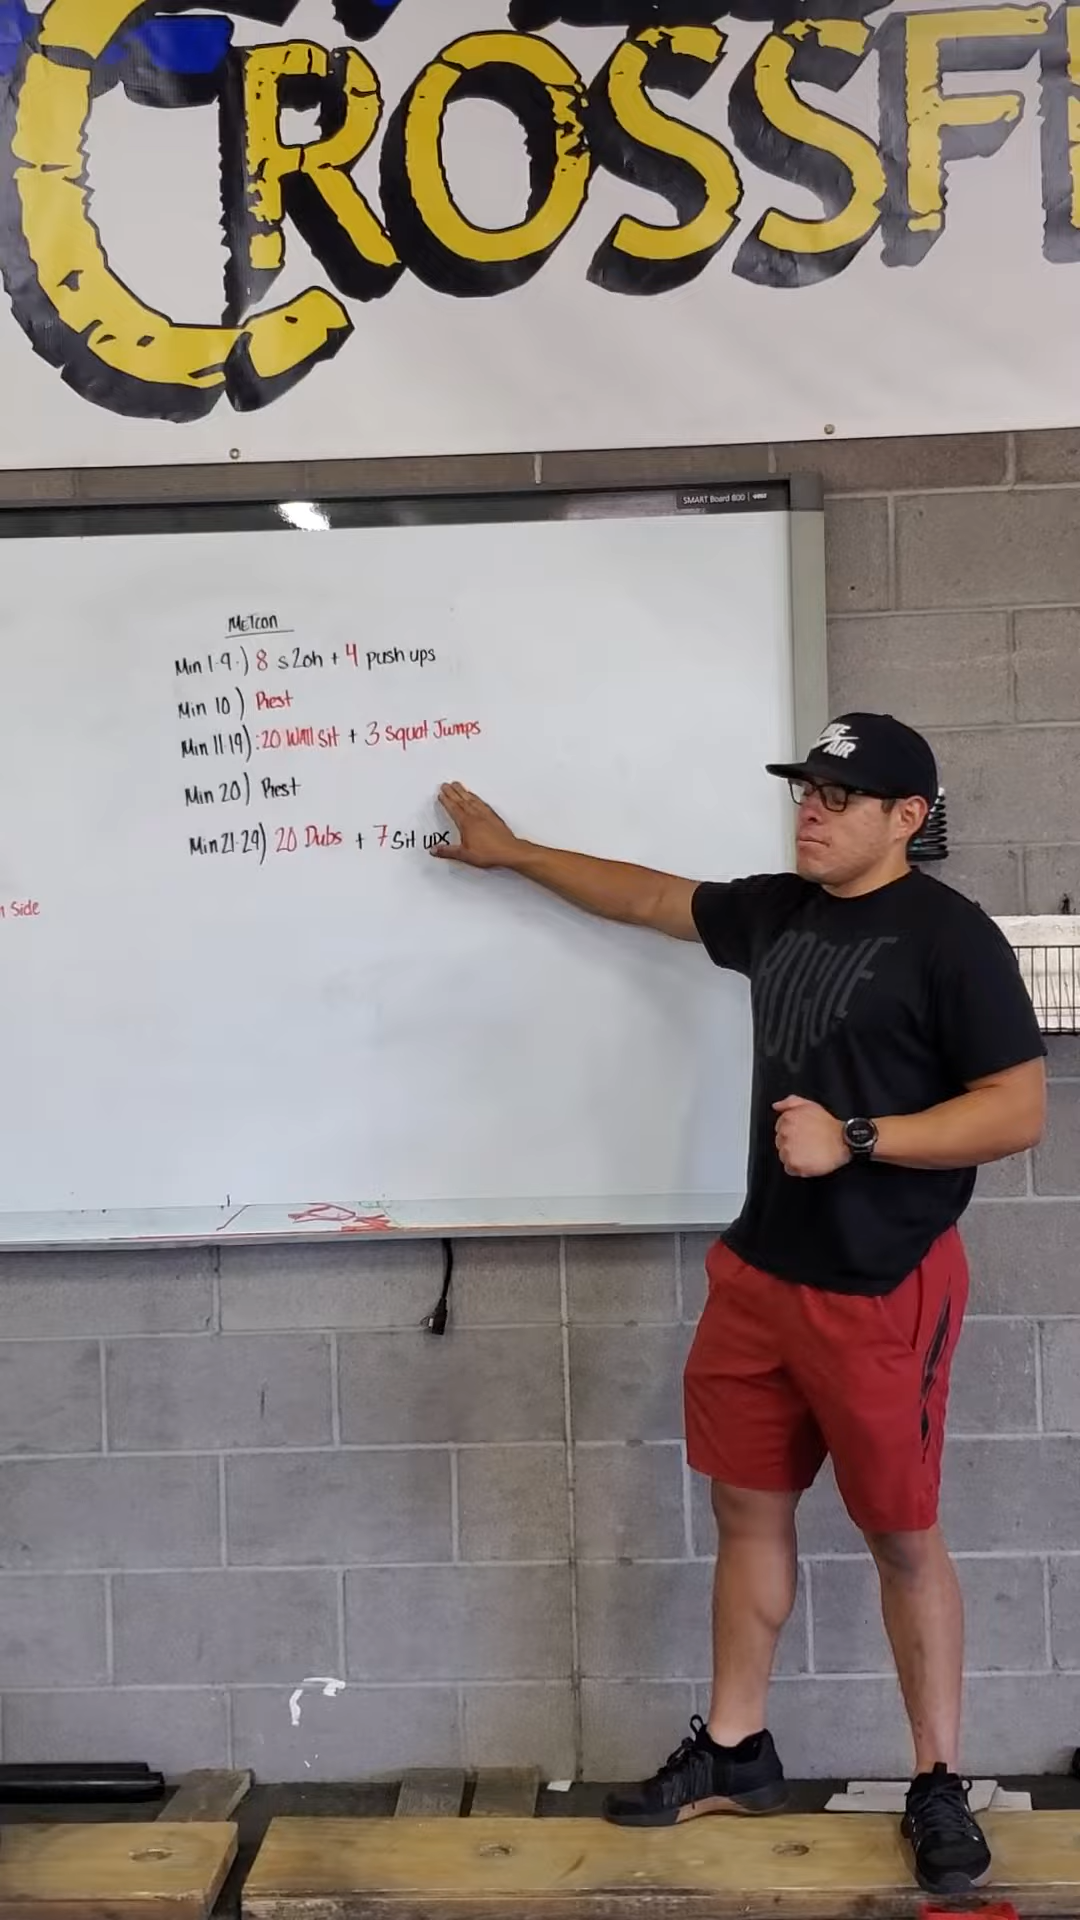 CROSSF
SMART Board 800
METCON
Min 1-9.) 8 s2oh + 4 push ups
Min 10) Rest
Min 11-19) :20 Wall Sit + 3 Squat Jumps
Min 20) Rest
Min 21-29) 20 Dubs + 7 Sit ups
Side
AIR
ROGUE